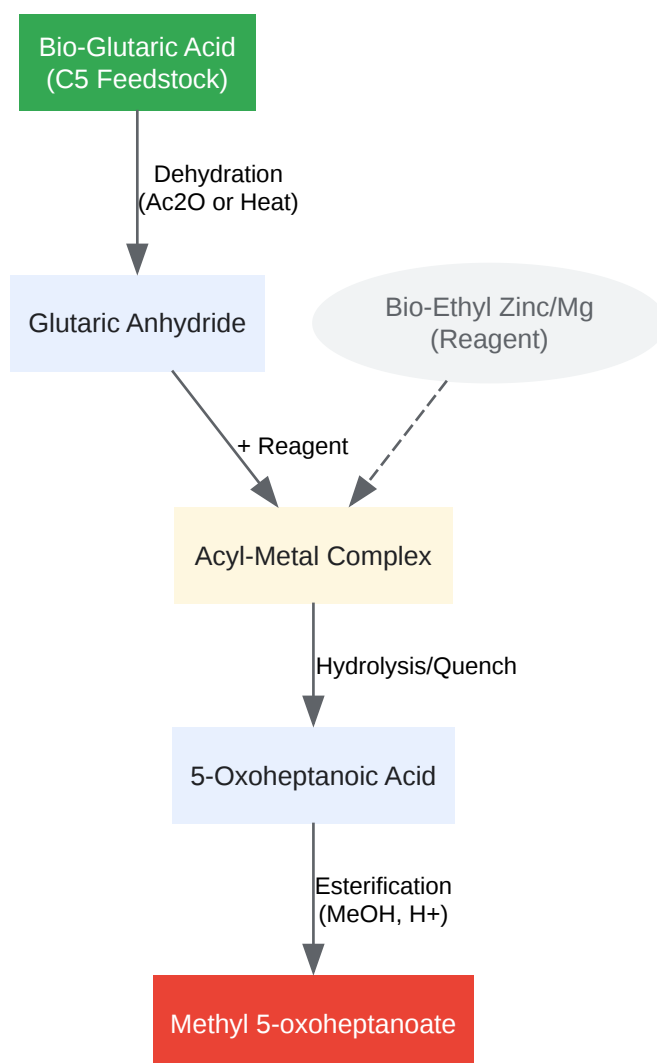 Bio-Glutaric Acid
(C5 Feedstock)
Dehydration
(Ac2O or Heat)
Glutaric Anhydride
Bio-Ethyl Zinc/Mg
(Reagent)
+ Reagent
Acyl-Metal Complex
Hydrolysis/Quench
5-Oxoheptanoic Acid
Esterification
(MeOH, H+)
Methyl 5-oxoheptanoate